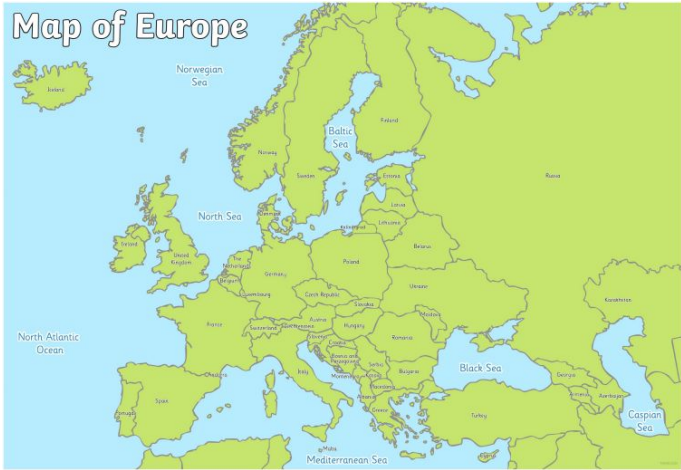 Map of Europe
Norwegian
Sea
Iceland
Finland
Baltic
Sea
Norway
Sweden
Russia
Estonia
Latvia
Lithuania
North Sea
Denmark
Belarus
Ireland
United
Kingdom
The
Netherlands
Belgium
Germany
Poland
Luxembourg
Czech Republic
Ukraine
Slovakia
Kazakhstan
France
Switzerland
Austria
Hungary
Moldova
Slovenia
Croatia
Romania
North Atlantic
Ocean
Bosnia and
Herzegovina
Serbia
Italy
Montenegro
Bulgaria
Black Sea
Georgia
Andorra
Macedonia
Albania
Armenia
Azerbaijan
Portugal
Spain
Greece
Turkey
Caspian
Sea
Malta
Cyprus
Mediterranean Sea